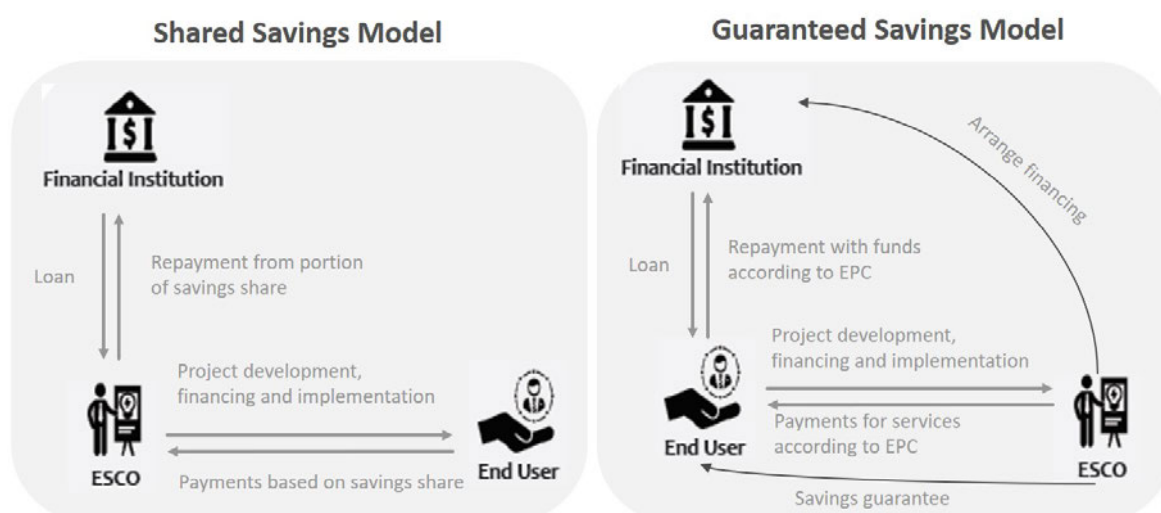 Shared Savings Model
Financial Institution
Loan
Repayment from portion
of savings share
Project development,
financing and implementation
ESCO
End User
Payments based on savings share
Guaranteed Savings Model
Financial Institution
Arrange financing
Loan
Repayment with funds
according to EPC
Project development,
financing and implementation
Payments for services
according to EPC
End User
ESCO
Savings guarantee